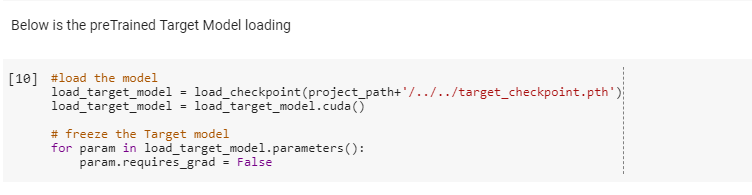 Below is the preTrained Target Model loading
[10] #load the model
load_target_model = load_checkpoint(project_path+'/../../target_checkpoint.pth')
load_target_model = load_target_model.cuda()
# freeze the Target model
for param in load_target_model.parameters():
param.requires_grad = False